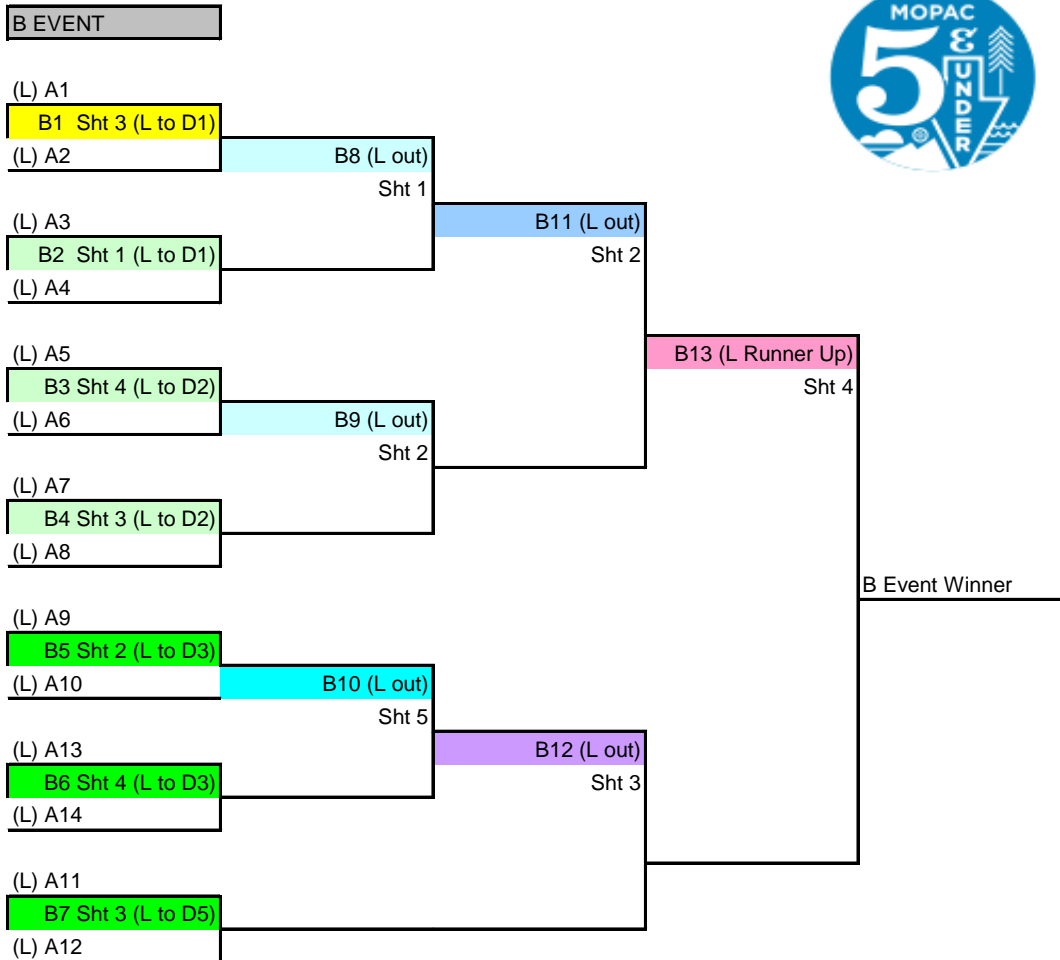 B EVENT
MOPAC
5 & UNDER
(L) A1
B1 Sht 3 (L to D1)
(L) A2
B8 (L out)
Sht 1
(L) A3
B11 (L out)
B2 Sht 1 (L to D1)
Sht 2
(L) A4
(L) A5
B13 (L Runner Up)
B3 Sht 4 (L to D2)
Sht 4
(L) A6
B9 (L out)
Sht 2
(L) A7
B4 Sht 3 (L to D2)
(L) A8
B Event Winner
(L) A9
B5 Sht 2 (L to D3)
(L) A10
B10 (L out)
Sht 5
(L) A13
B12 (L out)
B6 Sht 4 (L to D3)
Sht 3
(L) A14
(L) A11
B7 Sht 3 (L to D5)
(L) A12